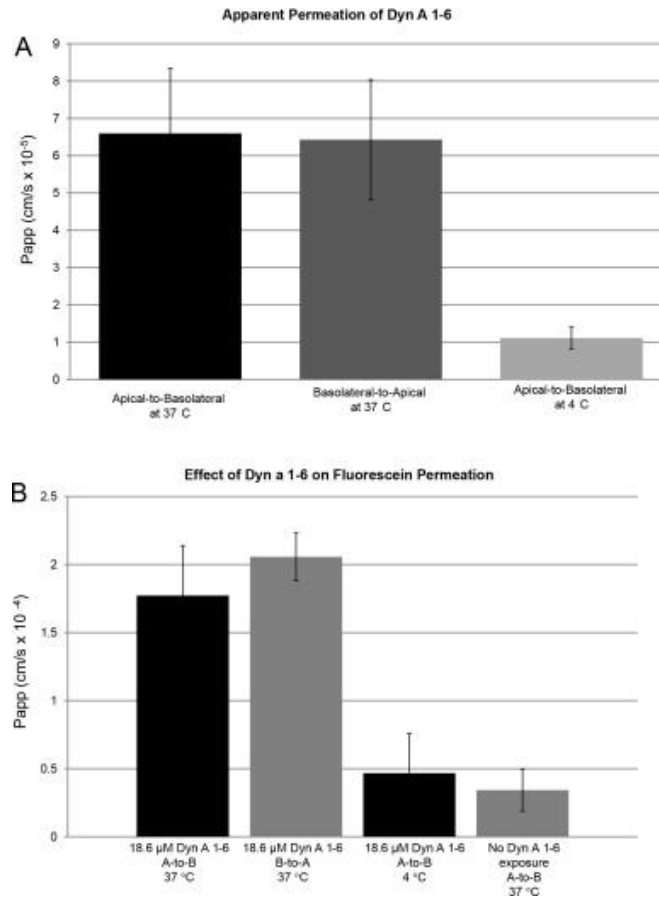 Apparent Permeation of Dyn A 1-6
A
9
8
7
6
5
4
3
2
1
0
Papp (cm/s x 10⁻⁵)
Apical-to-Basolateral
at 37 C
Basolateral-to-Apical
at 37 C
Apical-to-Basolateral
at 4 C
Effect of Dyn a 1-6 on Fluorescein Permeation
B
2.5
2
1.5
1
0.5
0
Papp (cm/s x 10⁻⁴)
18.6 µM Dyn A 1-6
A-to-B
37 °C
18.6 µM Dyn A 1-6
B-to-A
37 °C
18.6 µM Dyn A 1-6
A-to-B
4 °C
No Dyn A 1-6
exposure
A-to-B
37 °C